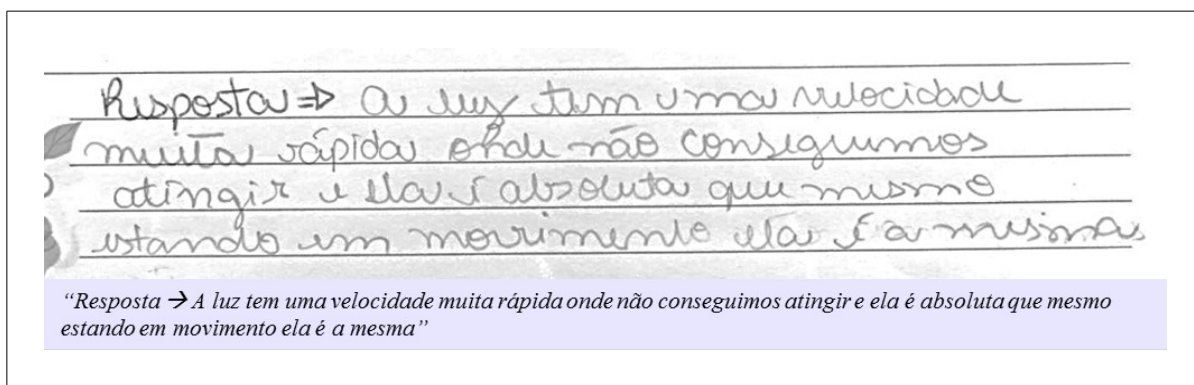 Resposta ⇒ a luz tem uma velocidade
muita rápida onde não conseguimos
atingir e ela é absoluta que mesmo
estando em movimento ela é a mesma
“Resposta → A luz tem uma velocidade muita rápida onde não conseguimos atingir e ela é absoluta que mesmo
estando em movimento ela é a mesma”